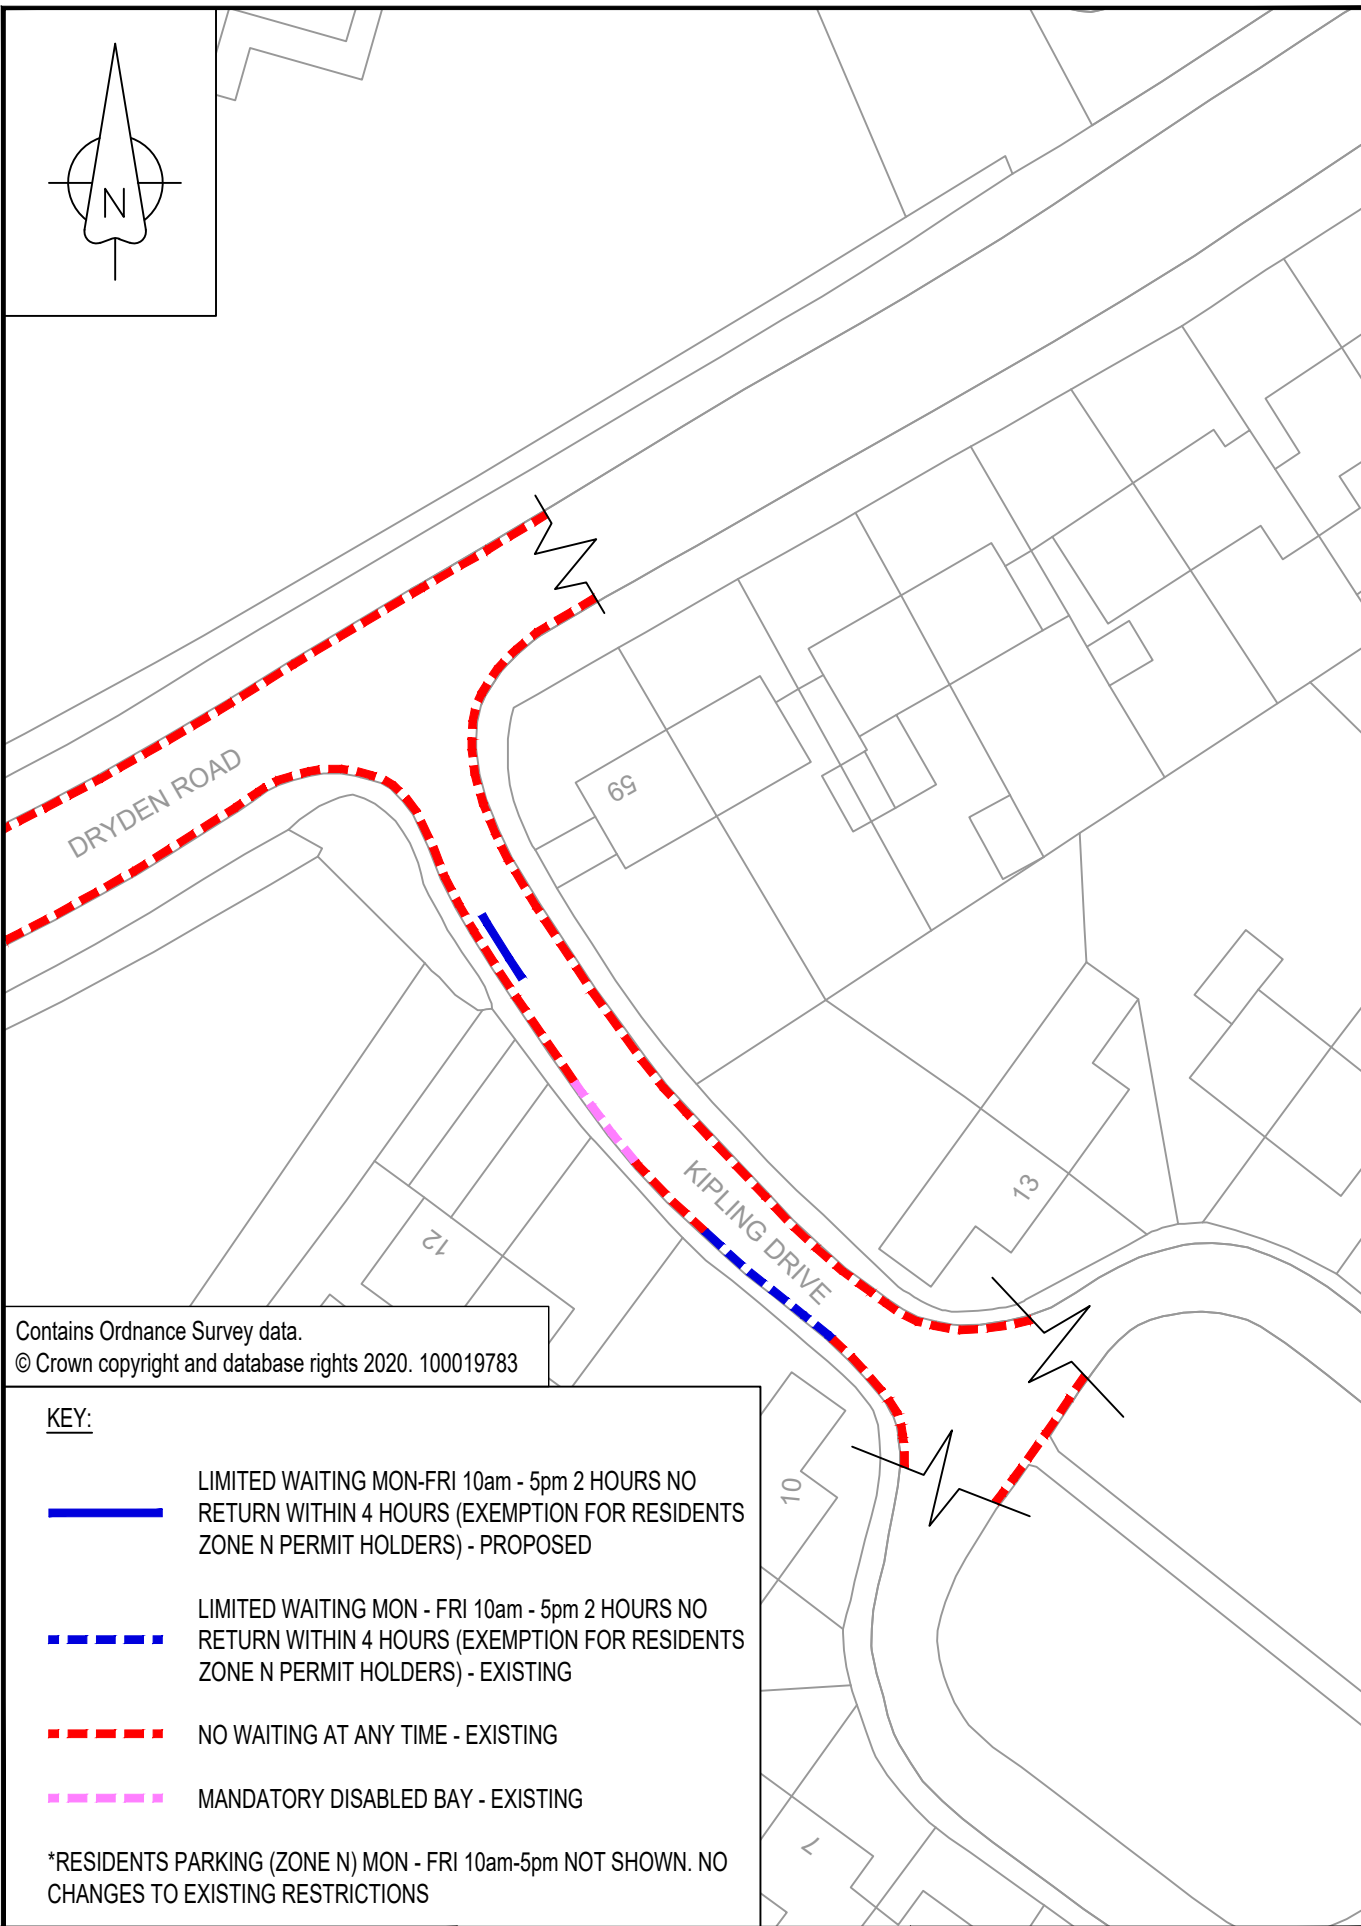 N
DRYDEN ROAD
59
KIPLING DRIVE
13
12
10
7
Contains Ordnance Survey data.
© Crown copyright and database rights 2020. 100019783
KEY:
LIMITED WAITING MON-FRI 10am - 5pm 2 HOURS NO
RETURN WITHIN 4 HOURS (EXEMPTION FOR RESIDENTS
ZONE N PERMIT HOLDERS) - PROPOSED
LIMITED WAITING MON - FRI 10am - 5pm 2 HOURS NO
RETURN WITHIN 4 HOURS (EXEMPTION FOR RESIDENTS
ZONE N PERMIT HOLDERS) - EXISTING
NO WAITING AT ANY TIME - EXISTING
MANDATORY DISABLED BAY - EXISTING
*RESIDENTS PARKING (ZONE N) MON - FRI 10am-5pm NOT SHOWN. NO
CHANGES TO EXISTING RESTRICTIONS